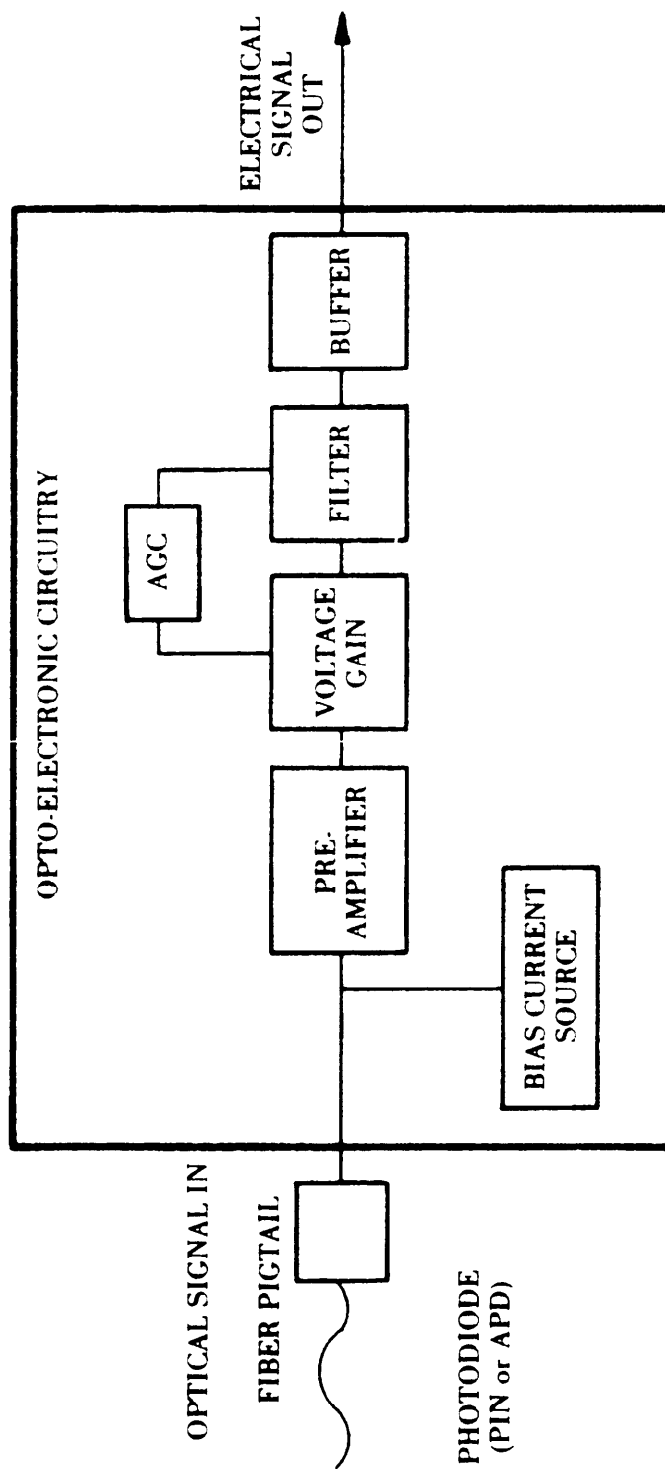 OPTO-ELECTRONIC CIRCUITRY
OPTICAL SIGNAL IN
FIBER PIGTAIL
PHOTODIODE
(PIN or APD)
BIAS CURRENT
SOURCE
PRE-
AMPLIFIER
VOLTAGE
GAIN
AGC
FILTER
BUFFER
ELECTRICAL
SIGNAL
OUT